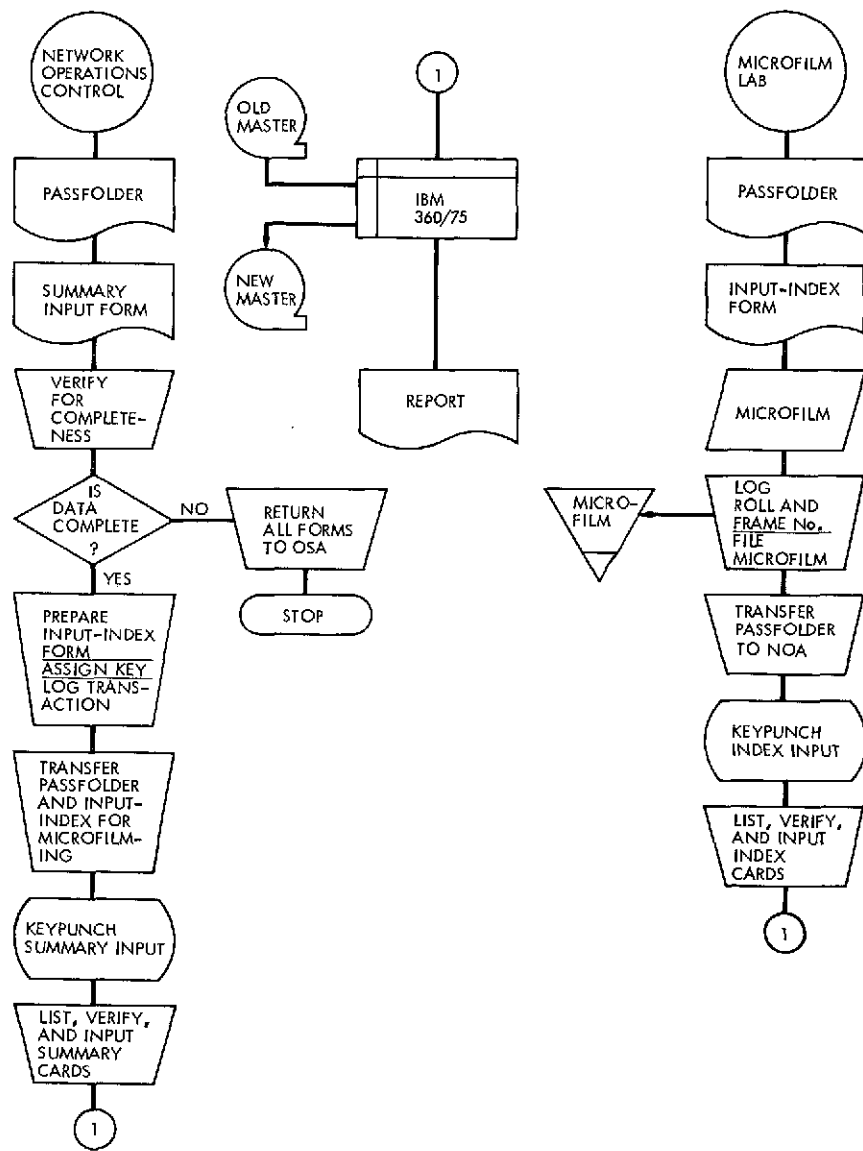 NETWORK
OPERATIONS
CONTROL
PASSFOLDER
SUMMARY
INPUT FORM
VERIFY
FOR
COMPLETE-
NESS
IS
DATA
COMPLETE
?
NO
YES
RETURN
ALL FORMS
TO OSA
STOP
PREPARE
INPUT-INDEX
FORM
ASSIGN KEY
LOG TRANS-
ACTION
TRANSFER
PASSFOLDER
AND INPUT-
INDEX FOR
MICROFILM-
ING
KEYPUNCH
SUMMARY INPUT
LIST, VERIFY,
AND INPUT
SUMMARY
CARDS
1
1
OLD
MASTER
IBM
360/75
NEW
MASTER
REPORT
MICROFILM
LAB
PASSFOLDER
INPUT-INDEX
FORM
MICROFILM
LOG
ROLL AND
FRAME No.
FILE
MICROFILM
MICRO-
FILM
TRANSFER
PASSFOLDER
TO NOA
KEYPUNCH
INDEX INPUT
LIST, VERIFY,
AND INPUT
INDEX
CARDS
1